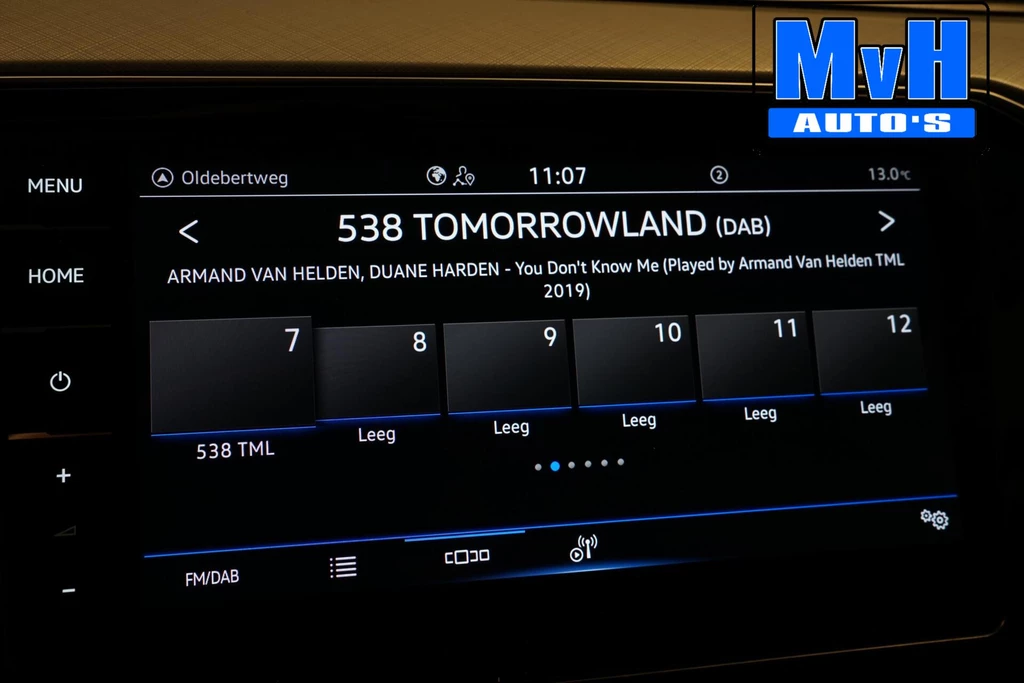 MvH
AUTO'S
MENU
Oldebertweg
11:07
2
13.0°C
538 TOMORROWLAND (DAB)
HOME
ARMAND VAN HELDEN, DUANE HARDEN - You Don't Know Me (Played by Armand Van Helden TML
2019)
7
8
9
10
11
12
538 TML
Leeg
Leeg
Leeg
Leeg
Leeg
+
-
FM/DAB